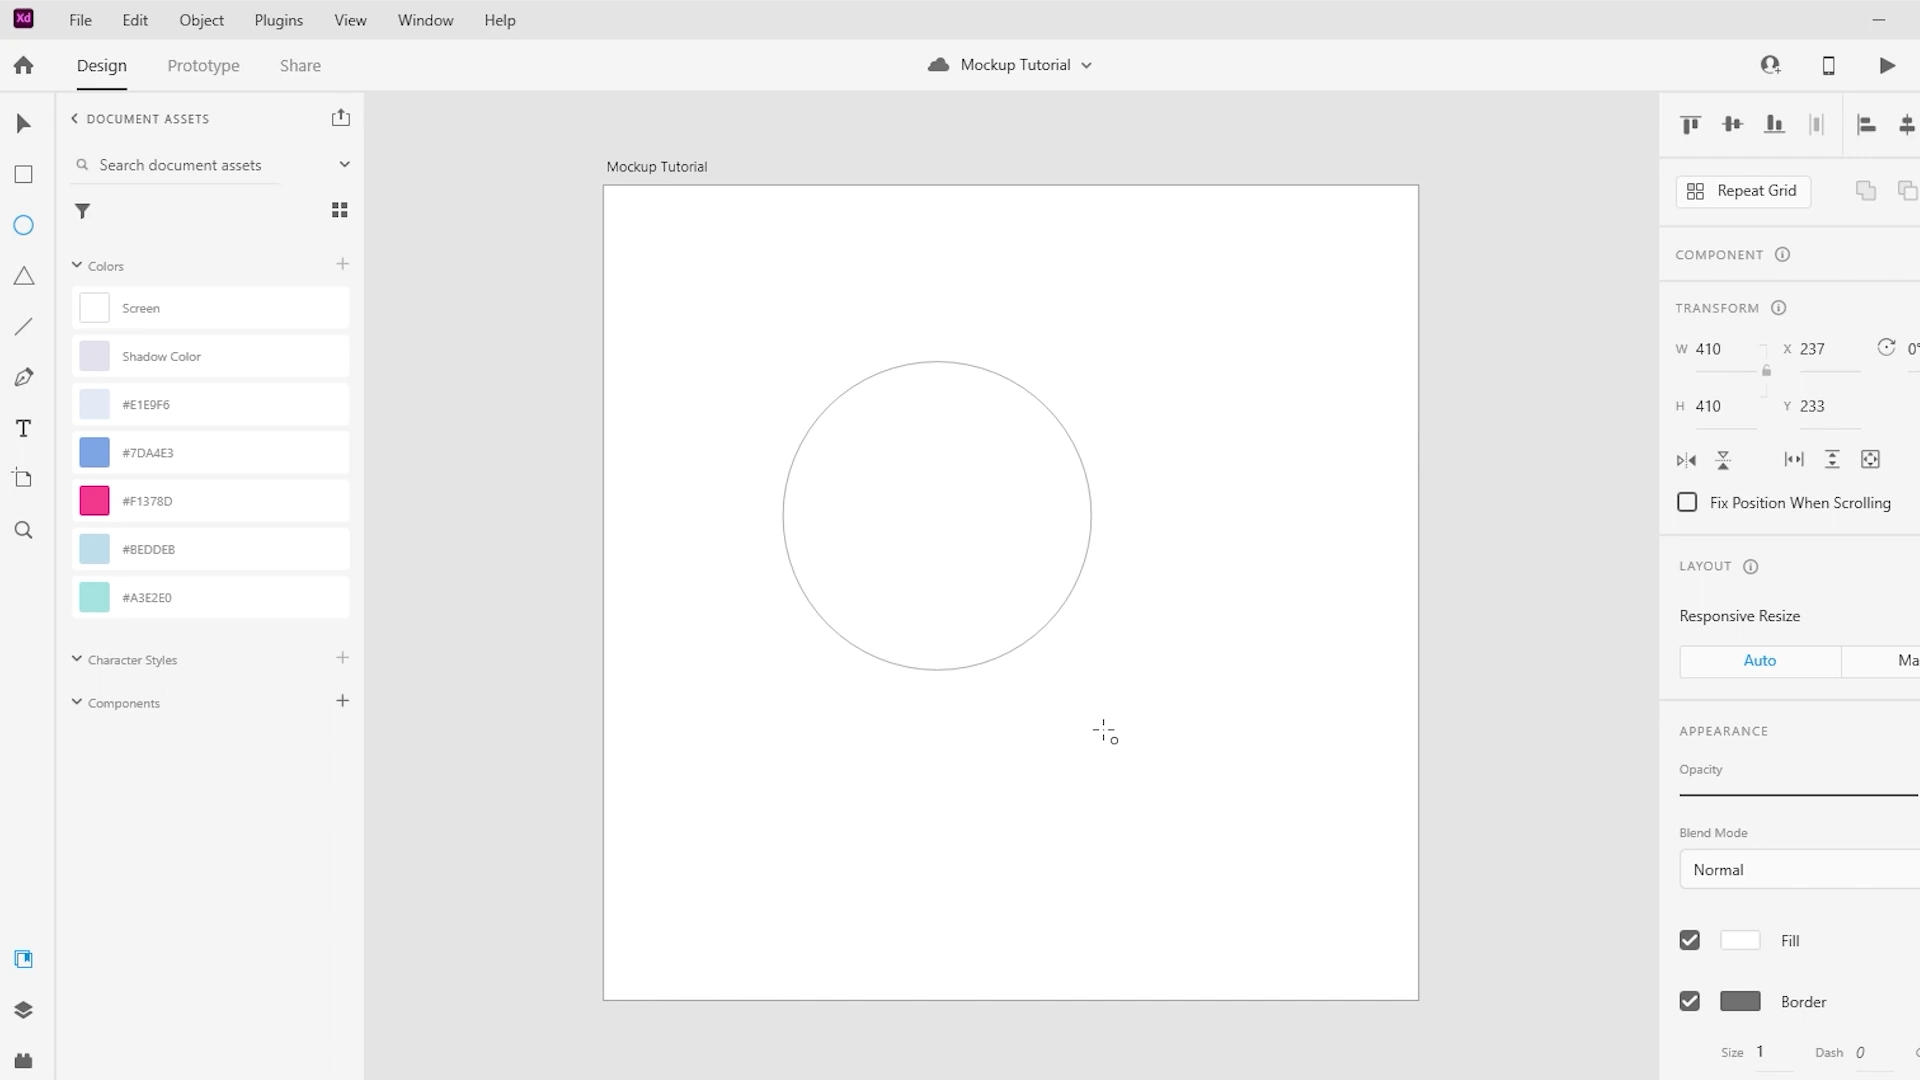 Xd File Edit Object Plugins View Window Help
Design Prototype Share Mockup Tutorial
DOCUMENT ASSETS
Search document assets
Colors
Screen
Shadow Color
#E1E9F6
#7DA4E3
#F1378D
#BEDDEB
#A3E2E0
Character Styles
Components
Mockup Tutorial
Repeat Grid
COMPONENT
TRANSFORM
W 410 X 237 0°
H 410 Y 233
Fix Position When Scrolling
LAYOUT
Responsive Resize
Auto Ma
APPEARANCE
Opacity
Blend Mode
Normal
Fill
Border
Size 1 Dash 0